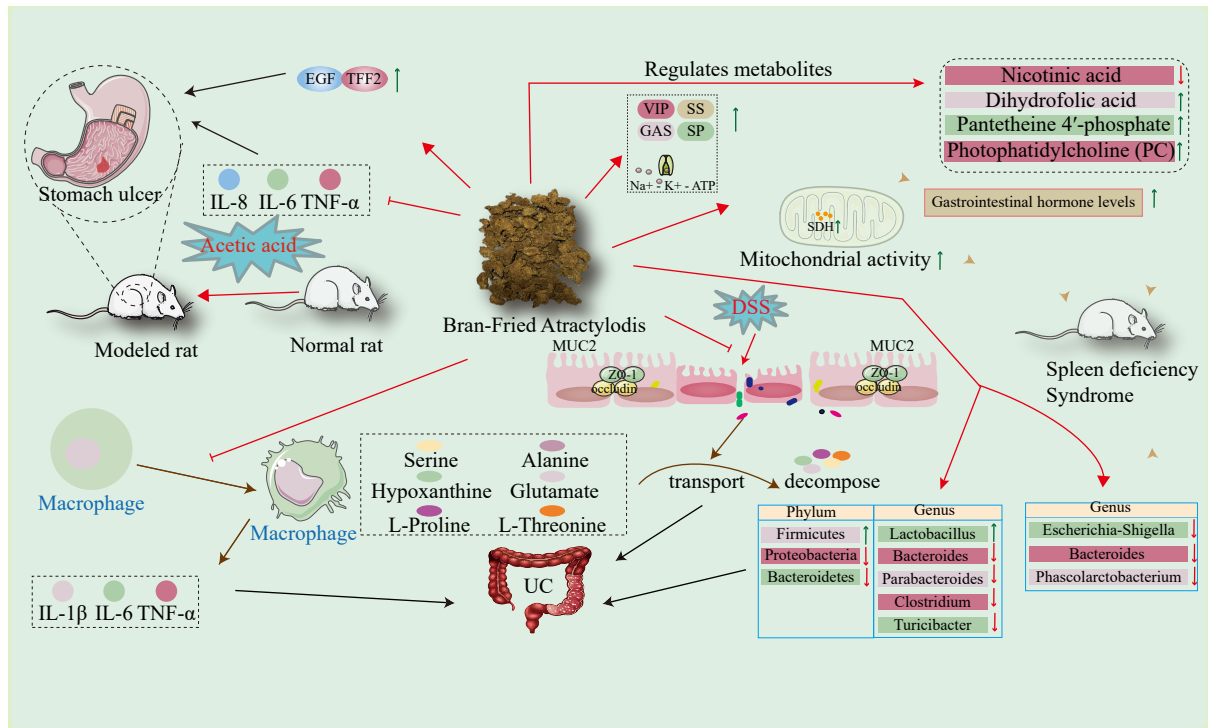 EGF TFF2
Stomach ulcer
IL-8 IL-6 TNF-α
Acetic acid
Modeled rat
Normal rat
Regulates metabolites
VIP SS
GAS SP
Na+ K+ - ATP
Nicotinic acid
Dihydrofolic acid
Pantetheine 4′-phosphate
Photophatidylcholine (PC)
Gastrointestinal hormone levels
SDH
Mitochondrial activity
Bran-Fried Atractylodis
DSS
MUC2
MUC2
ZO-1
occludin
ZO-1
occludin
Spleen deficiency
Syndrome
Macrophage
Macrophage
Serine Alanine
Hypoxanthine Glutamate
L-Proline L-Threonine
transport
decompose
IL-1β IL-6 TNF-α
UC
Phylum
Firmicutes
Proteobacteria
Bacteroidetes
Genus
Lactobacillus
Bacteroides
Parabacteroides
Clostridium
Turicibacter
Genus
Escherichia-Shigella
Bacteroides
Phascolarctobacterium